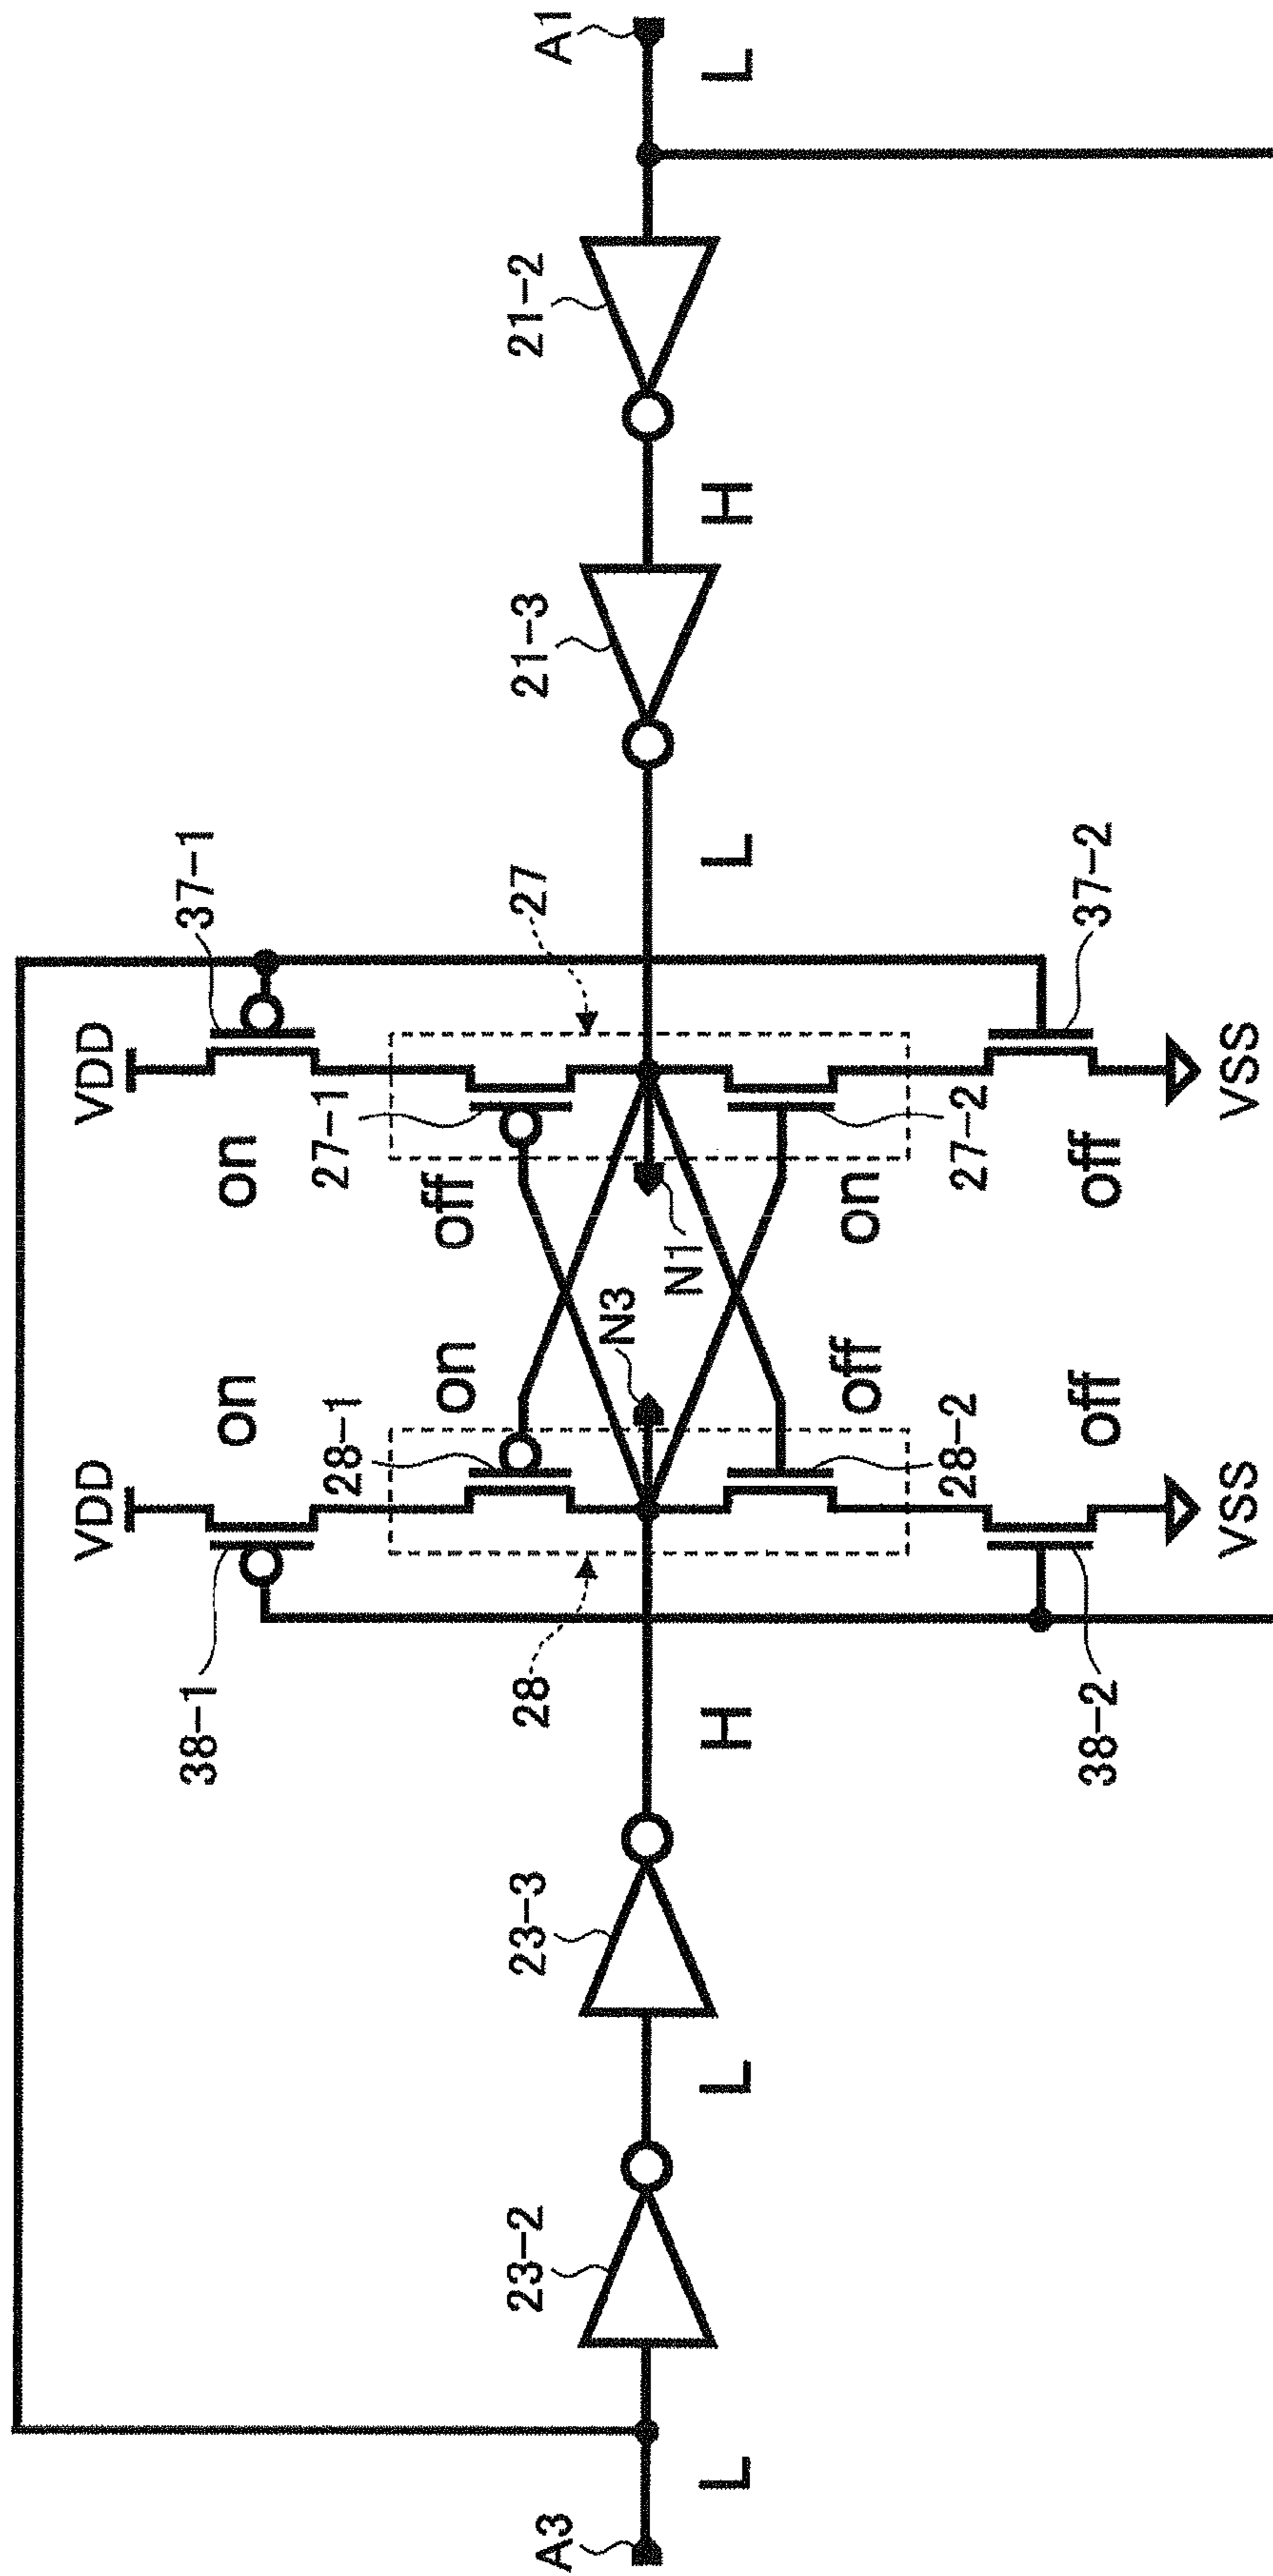 A3
L
23-2
L
23-3
H
38-1
28
38-2
VDD
VSS
28-1
28-2
on
on
off
off
N3
N1
on
off
on
off
27-1
27-2
VDD
VSS
27
37-1
37-2
L
21-3
H
21-2
L
A1